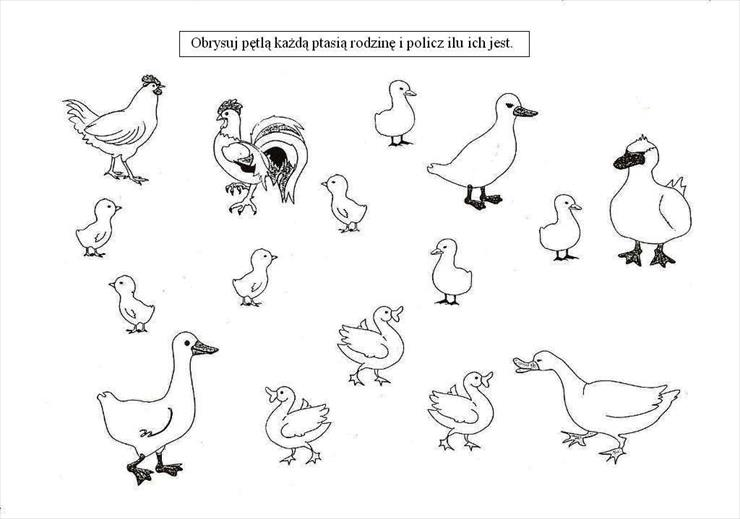 Obrysuj pętlą każdą ptasią rodzinę i policz ilu ich jest.